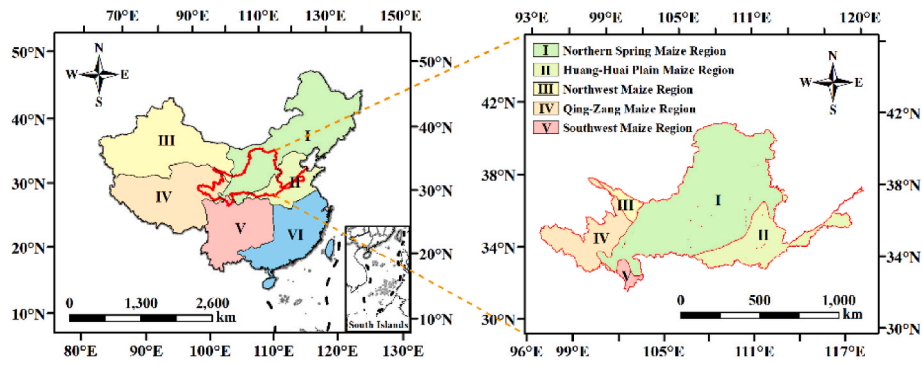 70°E 80°E 90°E 100°E 110°E 120°E 130°E 140°E
50°N
40°N
30°N
20°N
10°N
50°N
40°N
30°N
20°N
10°N
N
W E
S
I
II
III
IV
V
VI
0 1,300 2,600
km
South Islands
80°E 90°E 100°E 110°E 120°E 130°E
93°E 99°E 105°E 111°E 120°E
I Northern Spring Maize Region
II Huang-Huai Plain Maize Region
III Northwest Maize Region
IV Qing-Zang Maize Region
V Southwest Maize Region
N
W E
S
42°N
38°N
34°N
30°N
42°N
38°N
34°N
30°N
I
II
III
IV
V
0 500 1,000
km
96°E 99°E 105°E 111°E 117°E